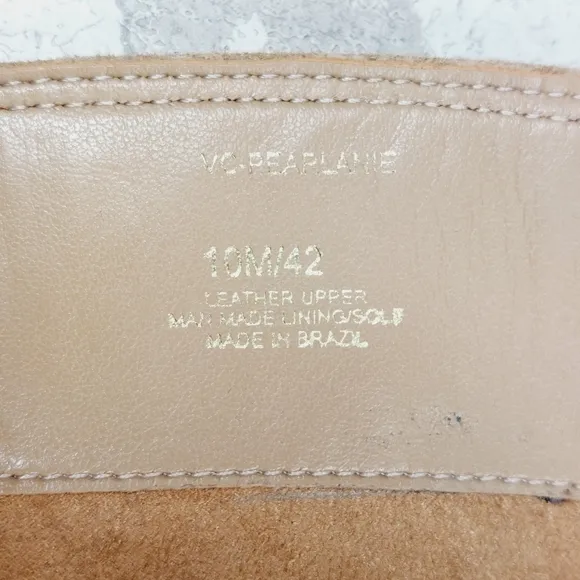 VC-PEARLANIE
10M/42
LEATHER UPPER
MAN MADE LINING/SOLE
MADE IN BRAZIL